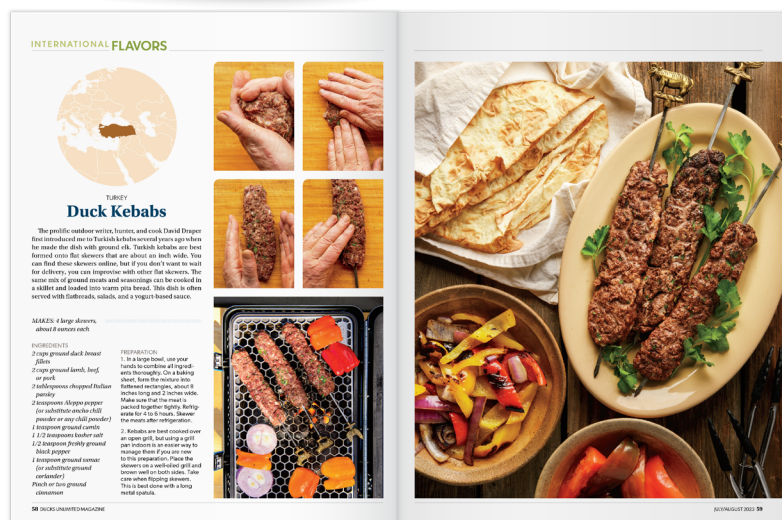 INTERNATIONAL FLAVORS
TURKEY
Duck Kebabs
The prolific outdoor writer, hunter, and cook David Draper
first introduced me to Turkish kebabs several years ago when
he made the dish with ground elk. Turkish kebabs are best
formed onto flat skewers that are about an inch wide. You
can find these skewers online, but if you don't want to wait
for delivery, you can improvise with other flat skewers. The
same mix of ground meats and seasonings can be cooked in
a skillet and loaded into warm pita bread. This dish is often
served with flatbreads, salads, and a yogurt-based sauce.
MAKES: 4 large skewers,
about 8 ounces each
INGREDIENTS
2 cups ground duck breast
fillets
2 cups ground lamb, beef,
or pork
2 tablespoons chopped Italian
parsley
2 teaspoons Aleppo pepper
(or substitute ancho chili
powder or any chili powder)
1 teaspoon ground cumin
1 1/2 teaspoons kosher salt
1/2 teaspoon freshly ground
black pepper
1 teaspoon ground sumac
(or substitute ground
coriander)
Pinch or two ground
cinnamon
PREPARATION
1. In a large bowl, use your
hands to combine all ingredi-
ents thoroughly. On a baking
sheet, form the mixture into
flattened rectangles, about 8
inches long and 2 inches wide.
Make sure that the meat is
packed together tightly. Refrig-
erate for 4 to 6 hours. Skewer
the meats after refrigeration.
2. Kebabs are best cooked over
an open grill, but using a grill
pan indoors is an easier way to
manage them if you are new
to this preparation. Place the
skewers on a well-oiled grill and
brown well on both sides. Take
care when flipping skewers.
This is best done with a long
metal spatula.
58 DUCKS UNLIMITED MAGAZINE
JULY/AUGUST 2023 59